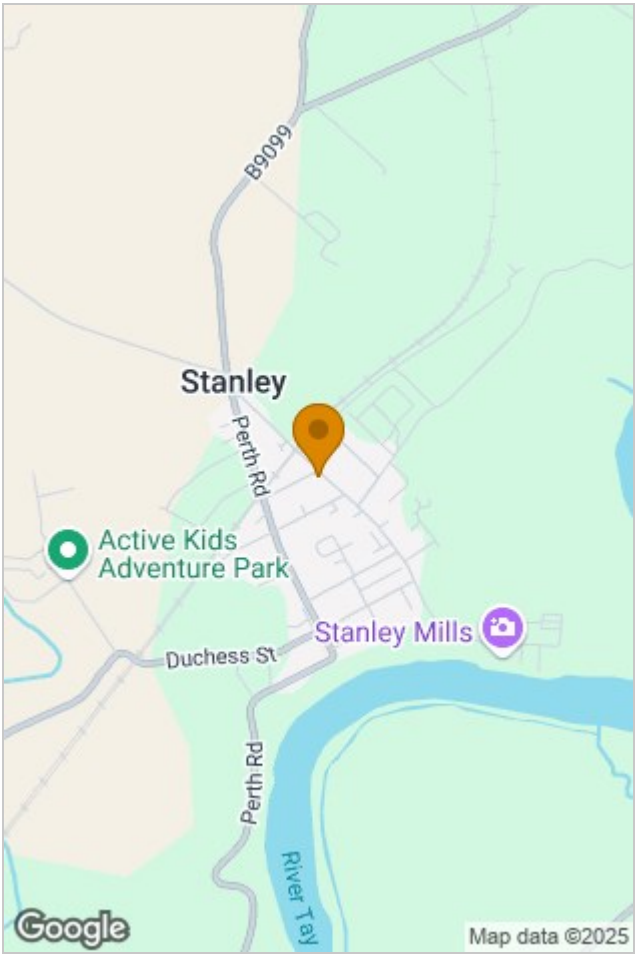 B9099
Stanley
Perth Rd
Active Kids
Adventure Park
Stanley Mills
Duchess St
Perth Rd
River Tay
Google
Map data ©2025